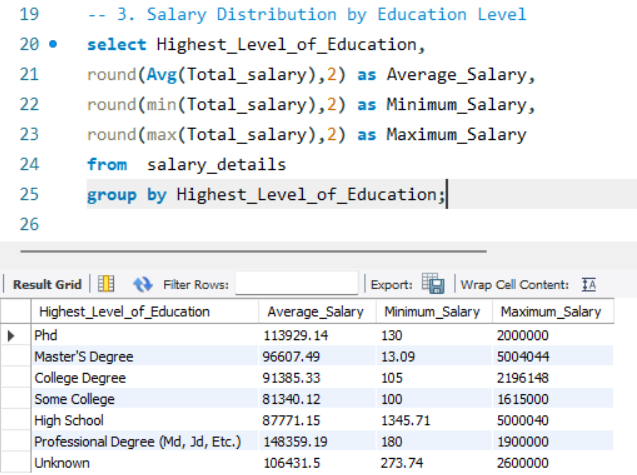 19 -- 3. Salary Distribution by Education Level
20 select Highest_Level_of_Education,
21 round(Avg(Total_salary),2) as Average_Salary,
22 round(min(Total_salary),2) as Minimum_Salary,
23 round(max(Total_salary),2) as Maximum_Salary
24 from salary_details
25 group by Highest_Level_of_Education;
26
Result Grid Filter Rows: Export: Wrap Cell Content:
Highest_Level_of_Education Average_Salary Minimum_Salary Maximum_Salary
Phd 113929.14 130 2000000
Master'S Degree 96607.49 13.09 5004044
College Degree 91385.33 105 2196148
Some College 81340.12 100 1615000
High School 87771.15 1345.71 5000040
Professional Degree (Md, Jd, Etc.) 148359.19 180 1900000
Unknown 106431.5 273.74 2600000